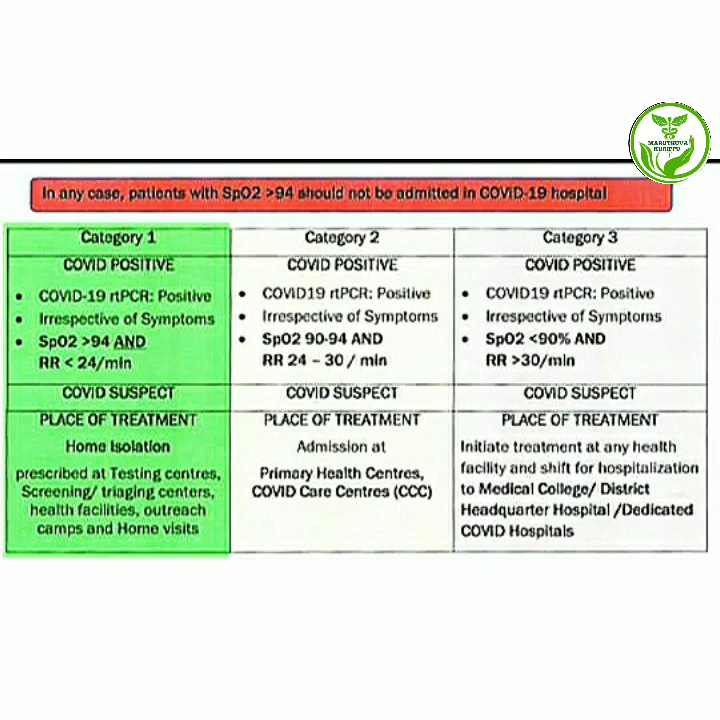 MARUTHUVA
KURIPPU
In any case, patients with SpO2 >94 should not be admitted in COVID-19 hospital
Category 1
COVID POSITIVE
• COVID-19 rtPCR: Positive
• Irrespective of Symptoms
• SpO2 >94 AND
RR < 24/min
COVID SUSPECT
PLACE OF TREATMENT
Home Isolation
prescribed at Testing centres,
Screening/ triaging centers,
health facilities, outreach
camps and Home visits
Category 2
COVID POSITIVE
• COVID19 rtPCR: Positive
• Irrespective of Symptoms
• SpO2 90-94 AND
RR 24 – 30 / min
COVID SUSPECT
PLACE OF TREATMENT
Admission at
Primary Health Centres,
COVID Care Centres (CCC)
Category 3
COVID POSITIVE
• COVID19 rtPCR: Positive
• Irrespective of Symptoms
• SpO2 <90% AND
RR >30/min
COVID SUSPECT
PLACE OF TREATMENT
Initiate treatment at any health
facility and shift for hospitalization
to Medical College/ District
Headquarter Hospital /Dedicated
COVID Hospitals